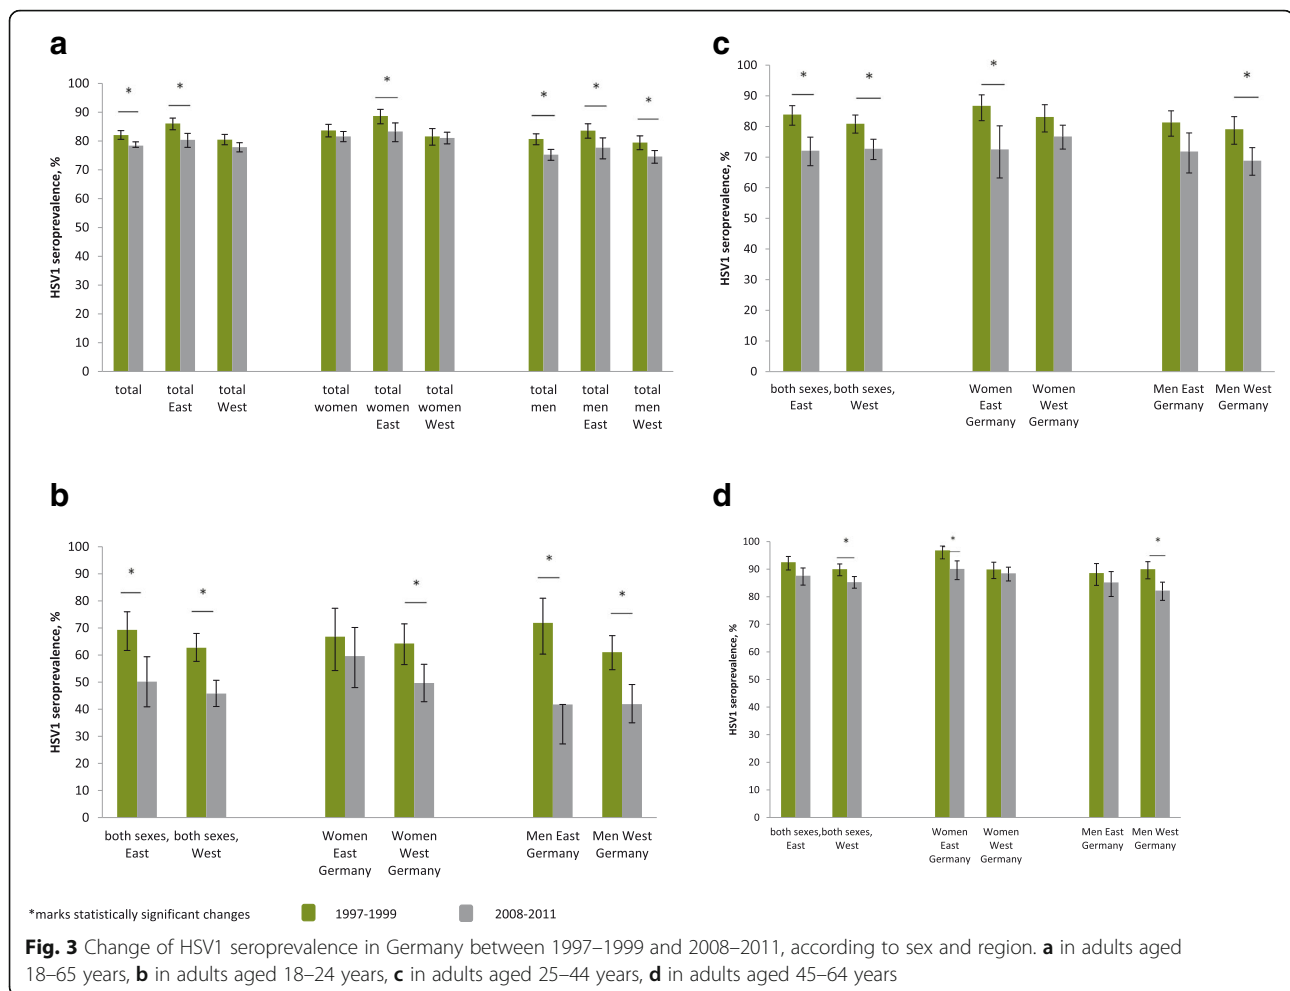 a
*
*
*
*
*
*
100
90
80
70
60
50
40
30
20
10
0
HSV1 seroprevalence, %
total
total
East
total
West
total
women
total
women
East
total
women
West
total
men
total
men
East
total
men
West
c
*
*
*
*
100
90
80
70
60
50
40
30
20
10
0
HSV1 seroprevalence, %
both sexes,
East
both sexes,
West
Women
East
Germany
Women
West
Germany
Men East
Germany
Men West
Germany
b
*
*
*
*
*
100
90
80
70
60
50
40
30
20
10
0
HSV1 seroprevalence, %
both sexes,
East
both sexes,
West
Women
East
Germany
Women
West
Germany
Men East
Germany
Men West
Germany
d
*
*
*
100
90
80
70
60
50
40
30
20
10
0
HSV1 seroprevalence, %
both sexes,
East
both sexes,
West
Women
East
Germany
Women
West
Germany
Men East
Germany
Men West
Germany
*marks statistically significant changes
1997-1999
2008-2011
Fig. 3 Change of HSV1 seroprevalence in Germany between 1997–1999 and 2008–2011, according to sex and region. a in adults aged
18–65 years, b in adults aged 18–24 years, c in adults aged 25–44 years, d in adults aged 45–64 years